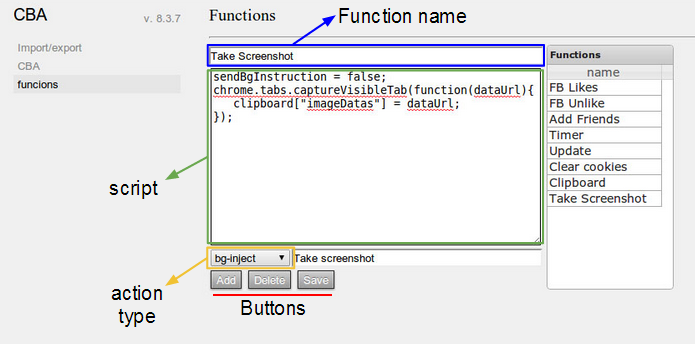 CBA v. 8.3.7
Import/export
CBA
funcions
Functions
Function name
Take Screenshot
sendBgInstruction = false;
chrome.tabs.captureVisibleTab(function(dataUrl){
clipboard["imageDatas"] = dataUrl;
});
script
bg-inject ▼ Take screenshot
action
type
Add Delete Save
Buttons
Functions
name
FB Likes
FB Unlike
Add Friends
Timer
Update
Clear cookies
Clipboard
Take Screenshot